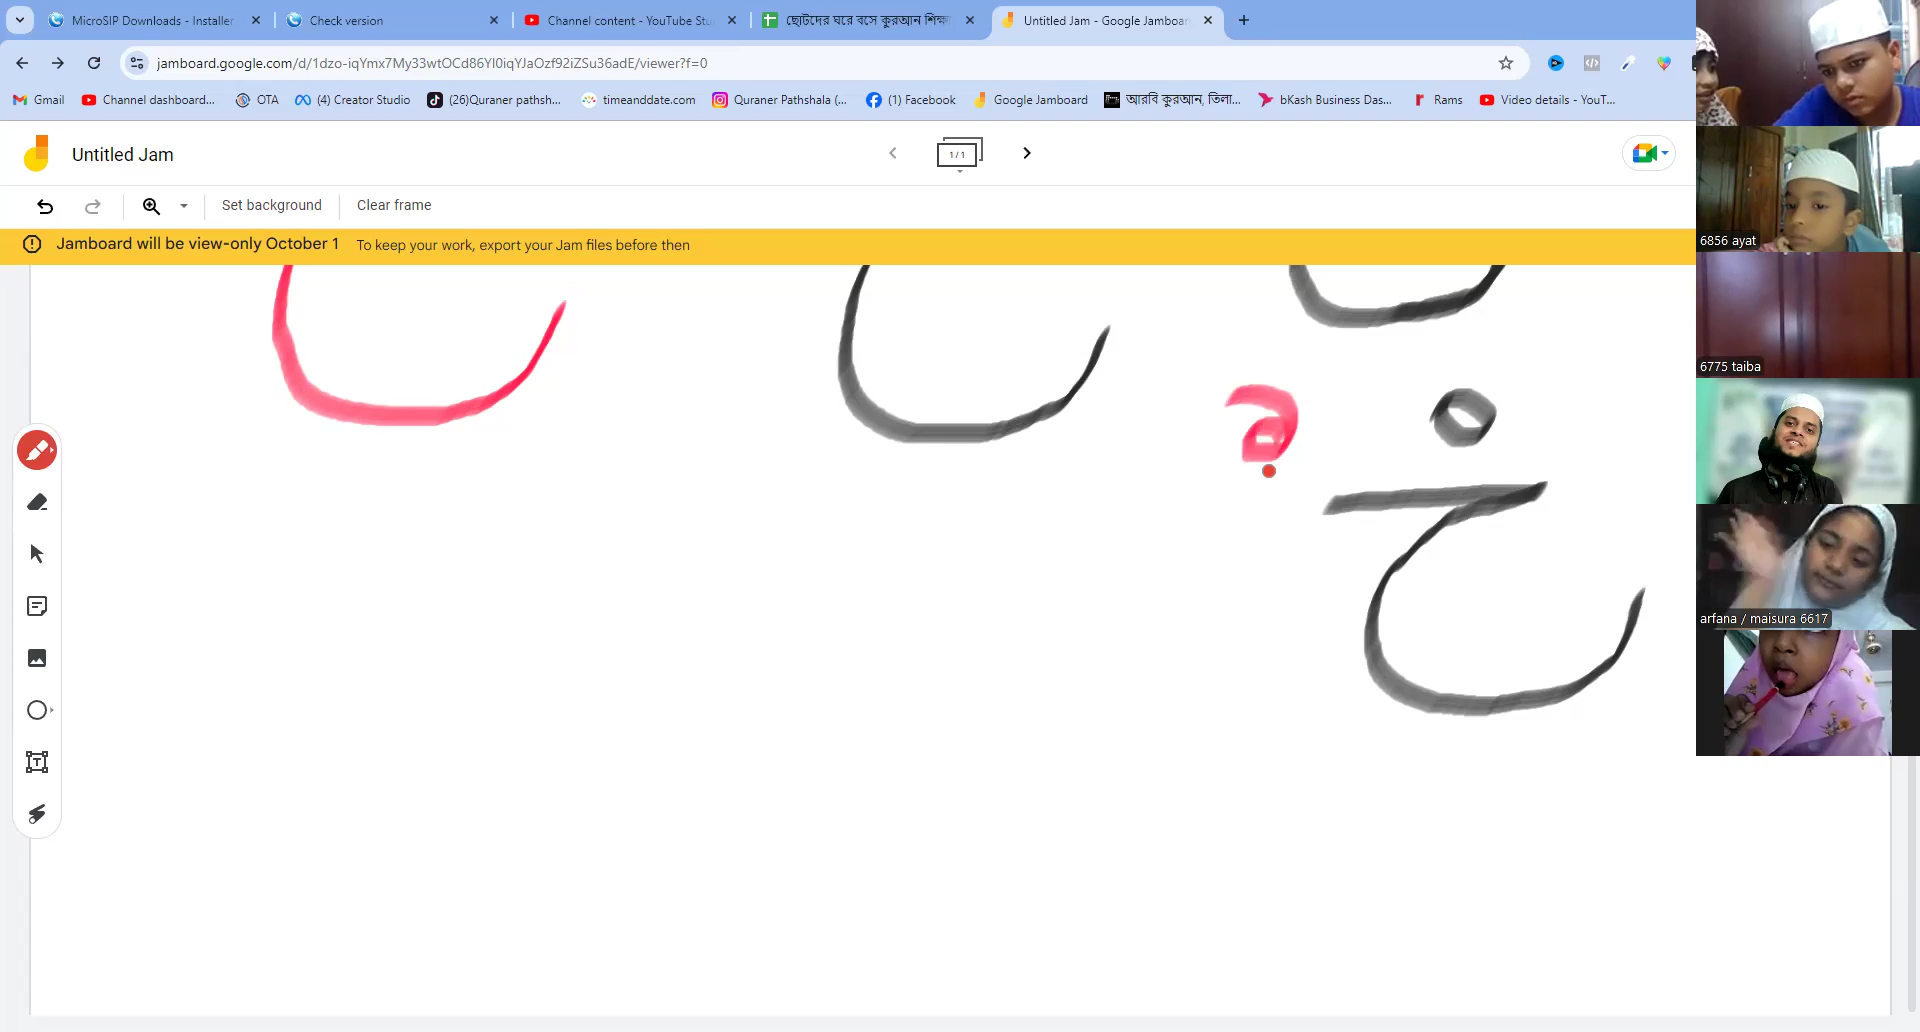 MicroSIP Downloads - Installer
Check version
Channel content - YouTube Stu
ছোটদের ঘরে বসে কুরআন শিক্ষ
Untitled Jam - Google Jamboar
jamboard.google.com/d/1dzo-iqYmx7My33wtOCd86Yl0iqYJaOzf92iZSu36adE/viewer?f=0
Gmail
Channel dashboard...
OTA
(4) Creator Studio
(26)Quraner pathsh...
timeanddate.com
Quraner Pathshala (...
(1) Facebook
Google Jamboard
আরবি কুরআন, তিলা...
bKash Business Das...
Rams
Video details - YouT...
Untitled Jam
1 / 1
Set background
Clear frame
Jamboard will be view-only October 1 To keep your work, export your Jam files before then
6856 ayat
6775 taiba
arfana / maisura 6617